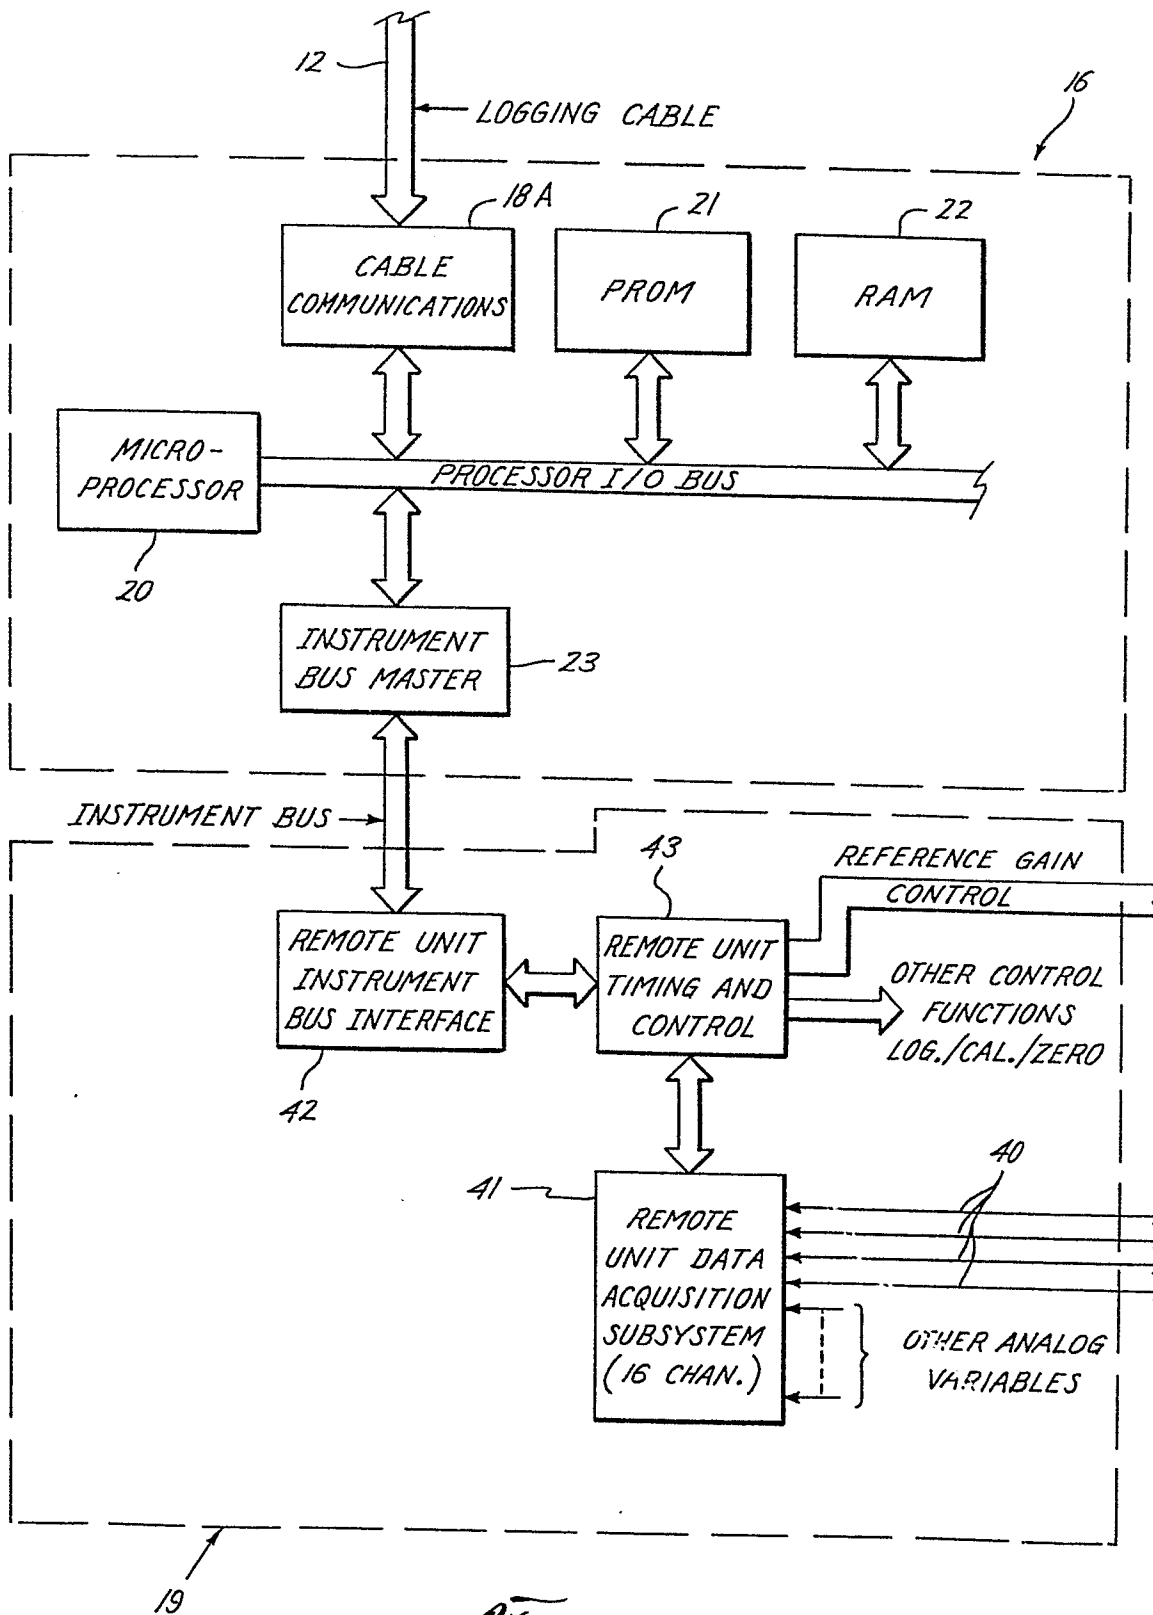 12
LOGGING CABLE
16
18A
21
22
CABLE
COMMUNICATIONS
PROM
RAM
MICRO-
PROCESSOR
PROCESSOR I/O BUS
20
INSTRUMENT
BUS MASTER
23
INSTRUMENT BUS
43
REFERENCE GAIN
CONTROL
REMOTE UNIT
INSTRUMENT
BUS INTERFACE
REMOTE UNIT
TIMING AND
CONTROL
OTHER CONTROL
FUNCTIONS
LOG./CAL./ZERO
42
41
40
REMOTE
UNIT DATA
ACQUISITION
SUBSYSTEM
(16 CHAN.)
OTHER ANALOG
VARIABLES
19